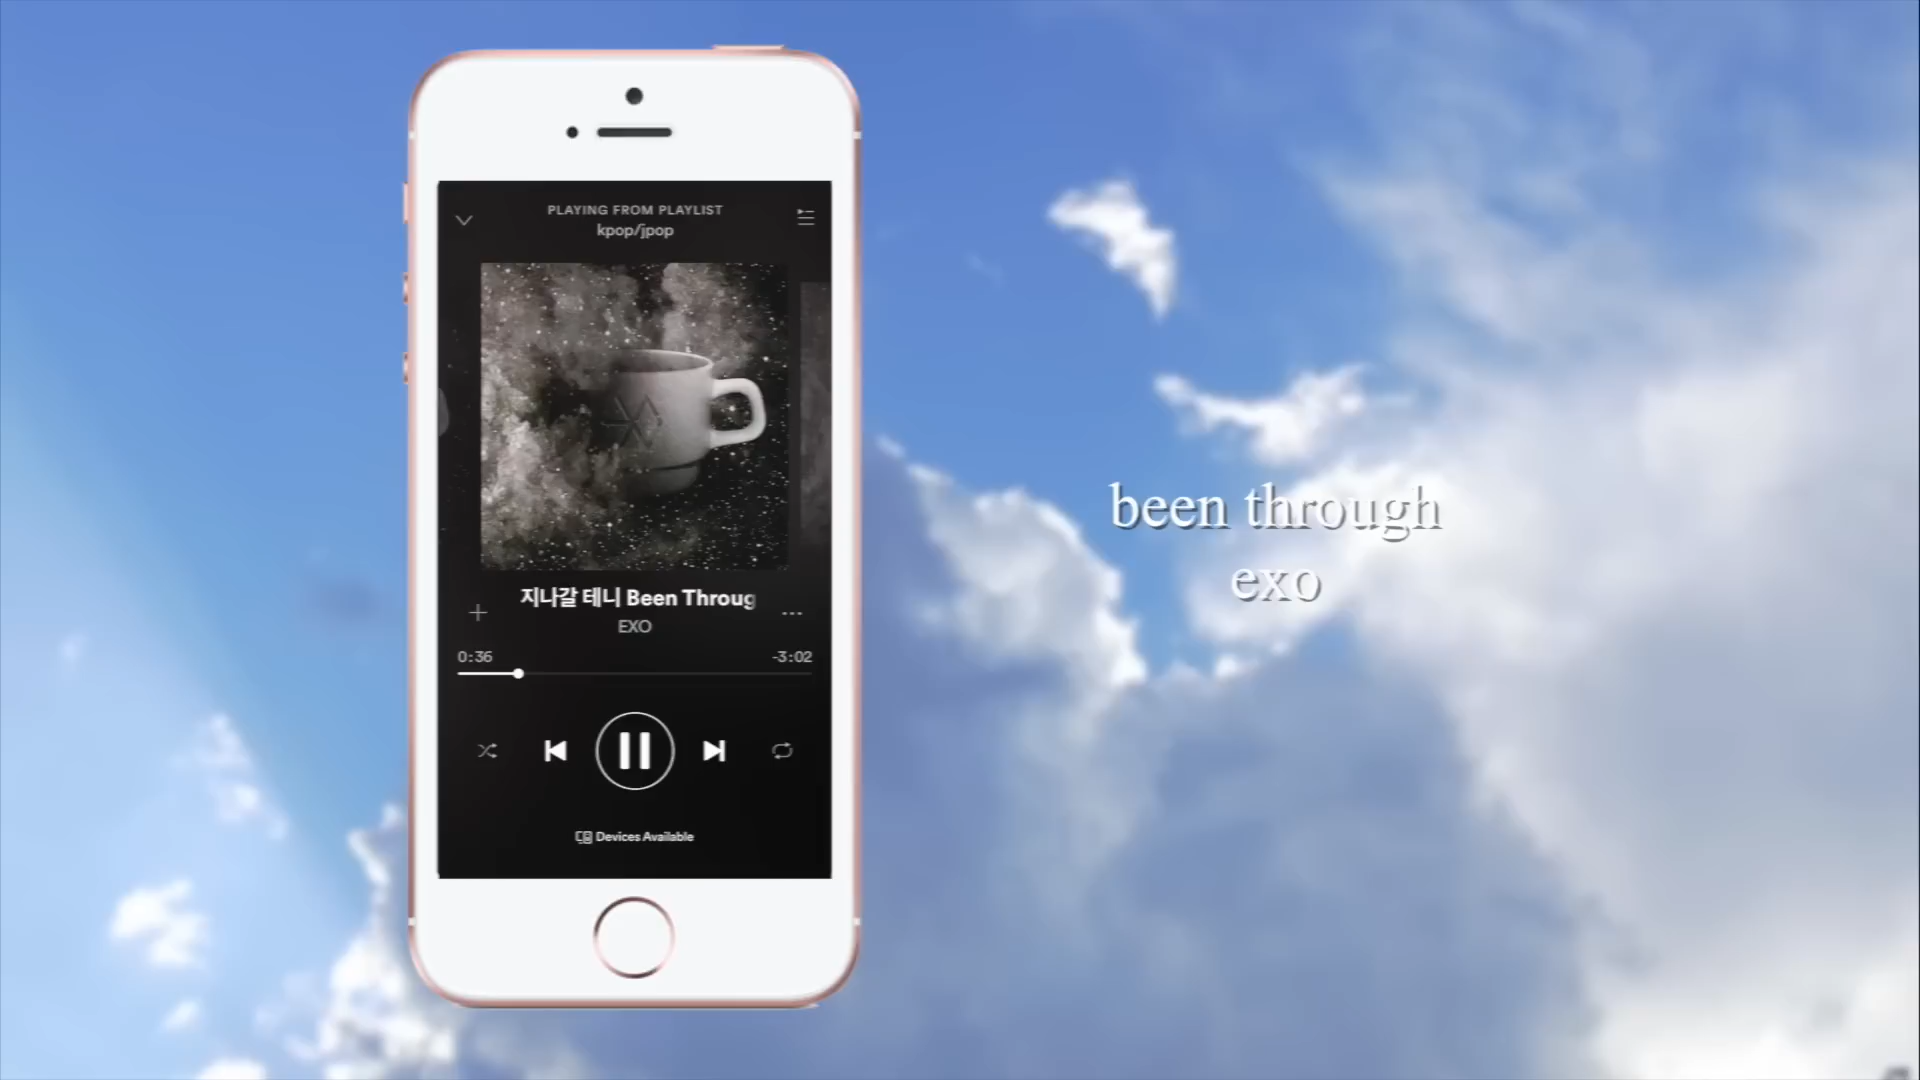 PLAYING FROM PLAYLIST
kpop/jpop
지나갈 테니 Been Throug
EXO
0:36
-3:02
Devices Available
been through
exo